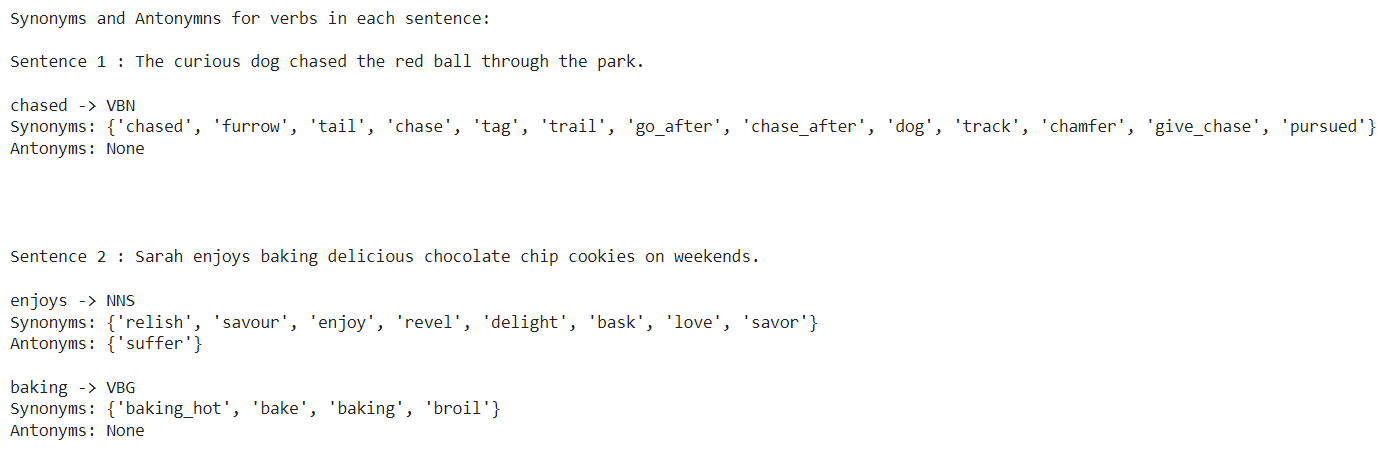 Synonyms and Antonymns for verbs in each sentence:
Sentence 1 : The curious dog chased the red ball through the park.
chased -> VBN
Synonyms: {'chased', 'furrow', 'tail', 'chase', 'tag', 'trail', 'go_after', 'chase_after', 'dog', 'track', 'chamfer', 'give_chase', 'pursued'}
Antonyms: None
Sentence 2 : Sarah enjoys baking delicious chocolate chip cookies on weekends.
enjoys -> NNS
Synonyms: {'relish', 'savour', 'enjoy', 'revel', 'delight', 'bask', 'love', 'savor'}
Antonyms: {'suffer'}
baking -> VBG
Synonyms: {'baking_hot', 'bake', 'baking', 'broil'}
Antonyms: None